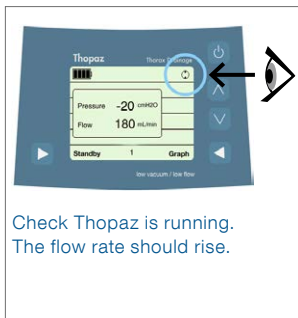 Thopaz Thorax Drainage
Pressure -20 cmH2O
Flow 180 mL/min
Standby 1 Graph
low vacuum / low flow
Check Thopaz is running.
The flow rate should rise.